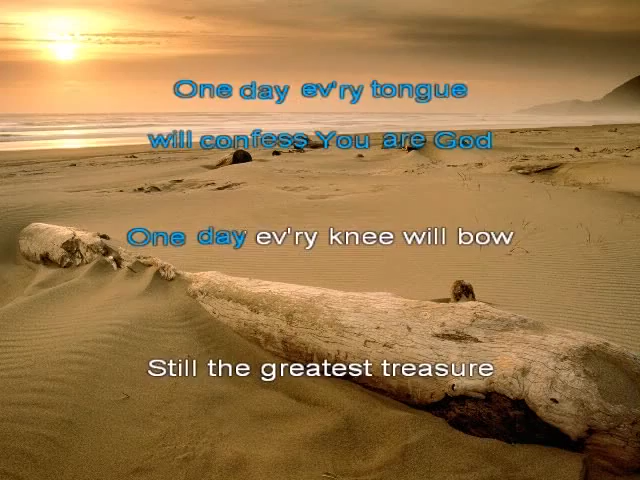 One day ev'ry tongue
will confess You are God
One day ev'ry knee will bow
Still the greatest treasure